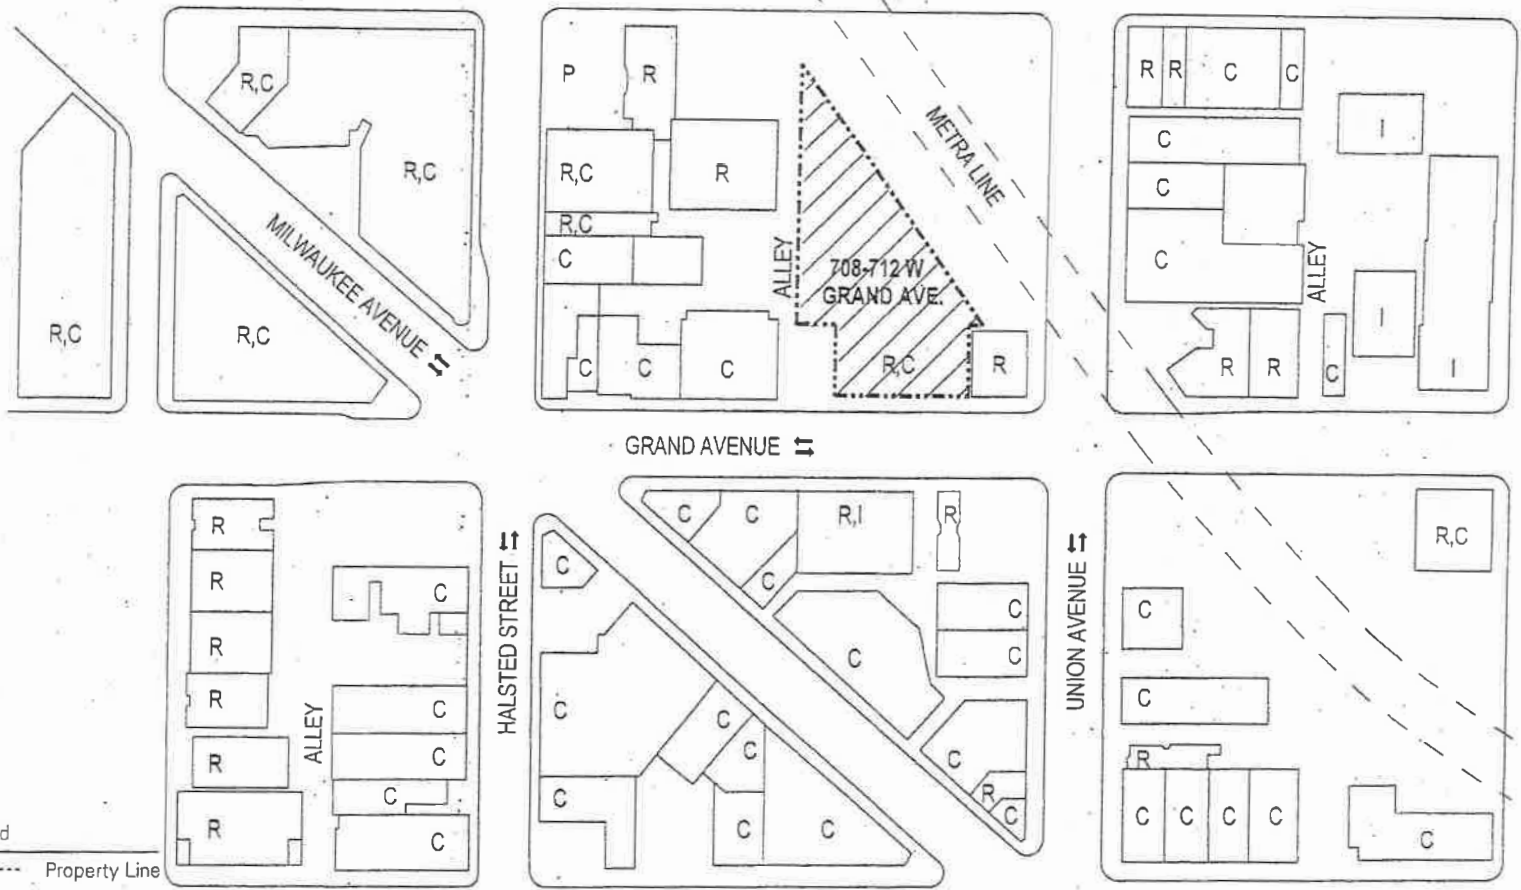 R,C
P
R
R
R
C
C
R,C
R
R,C
C
C
I
METRA LINE
R,C
R,C
MILWAUKEE AVENUE
R,C
R,C
C
ALLEY
708-712 W
GRAND AVE.
C
ALLEY
I
C
C
C
R,C
R
R
R
C
I
GRAND AVENUE
R
R
R
R
R
R
ALLEY
C
C
C
C
C
HALSTED STREET
C
C
C
R,I
R
C
C
C
C
C
C
C
C
C
C
C
C
R
C
UNION AVENUE
R,C
C
C
R
C
C
C
C
C
d
Property Line